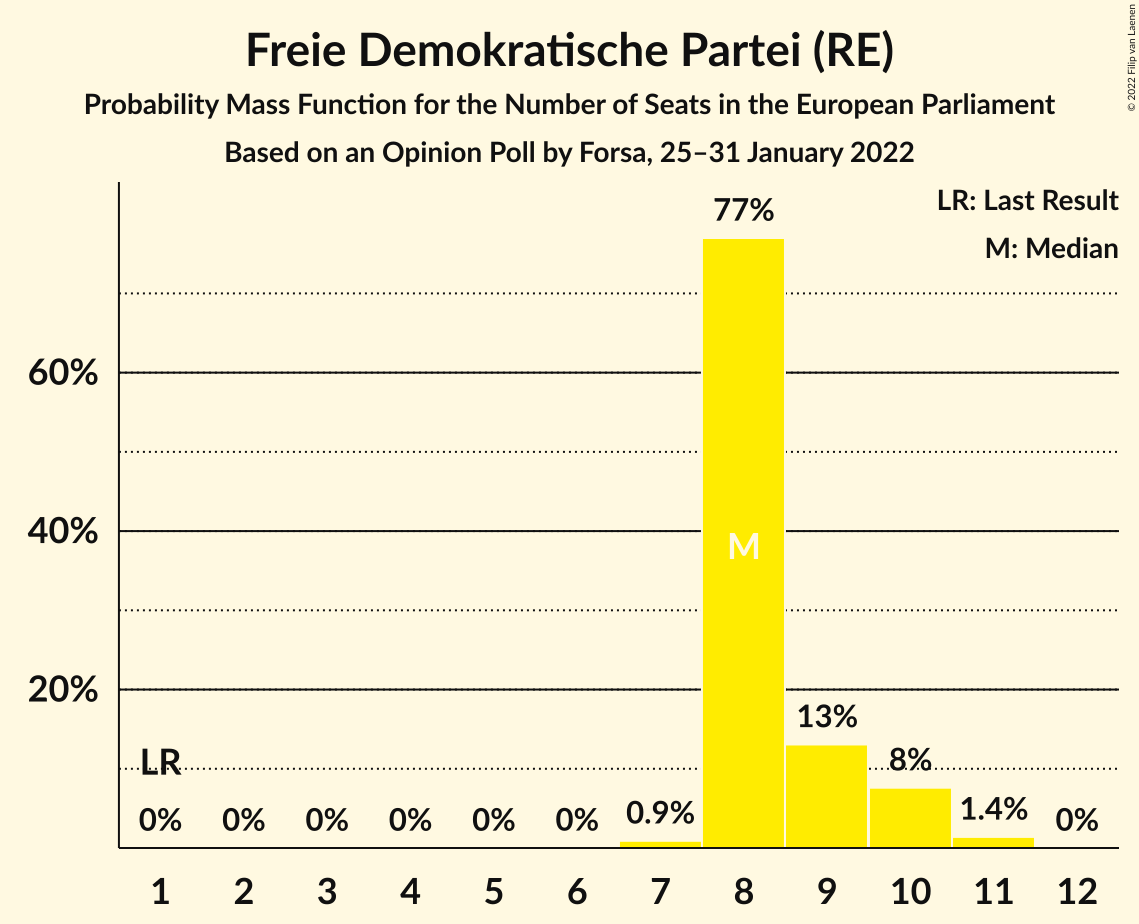 Freie Demokratische Partei (RE)
Probability Mass Function for the Number of Seats in the European Parliament
Based on an Opinion Poll by Forsa, 25–31 January 2022
© 2022 Filip van Laenen
LR: Last Result
M: Median
77%
60%
40%
M
20%
13%
LR
8%
0% 0% 0% 0% 0% 0% 0.9% 1.4% 0%
1 2 3 4 5 6 7 8 9 10 11 12